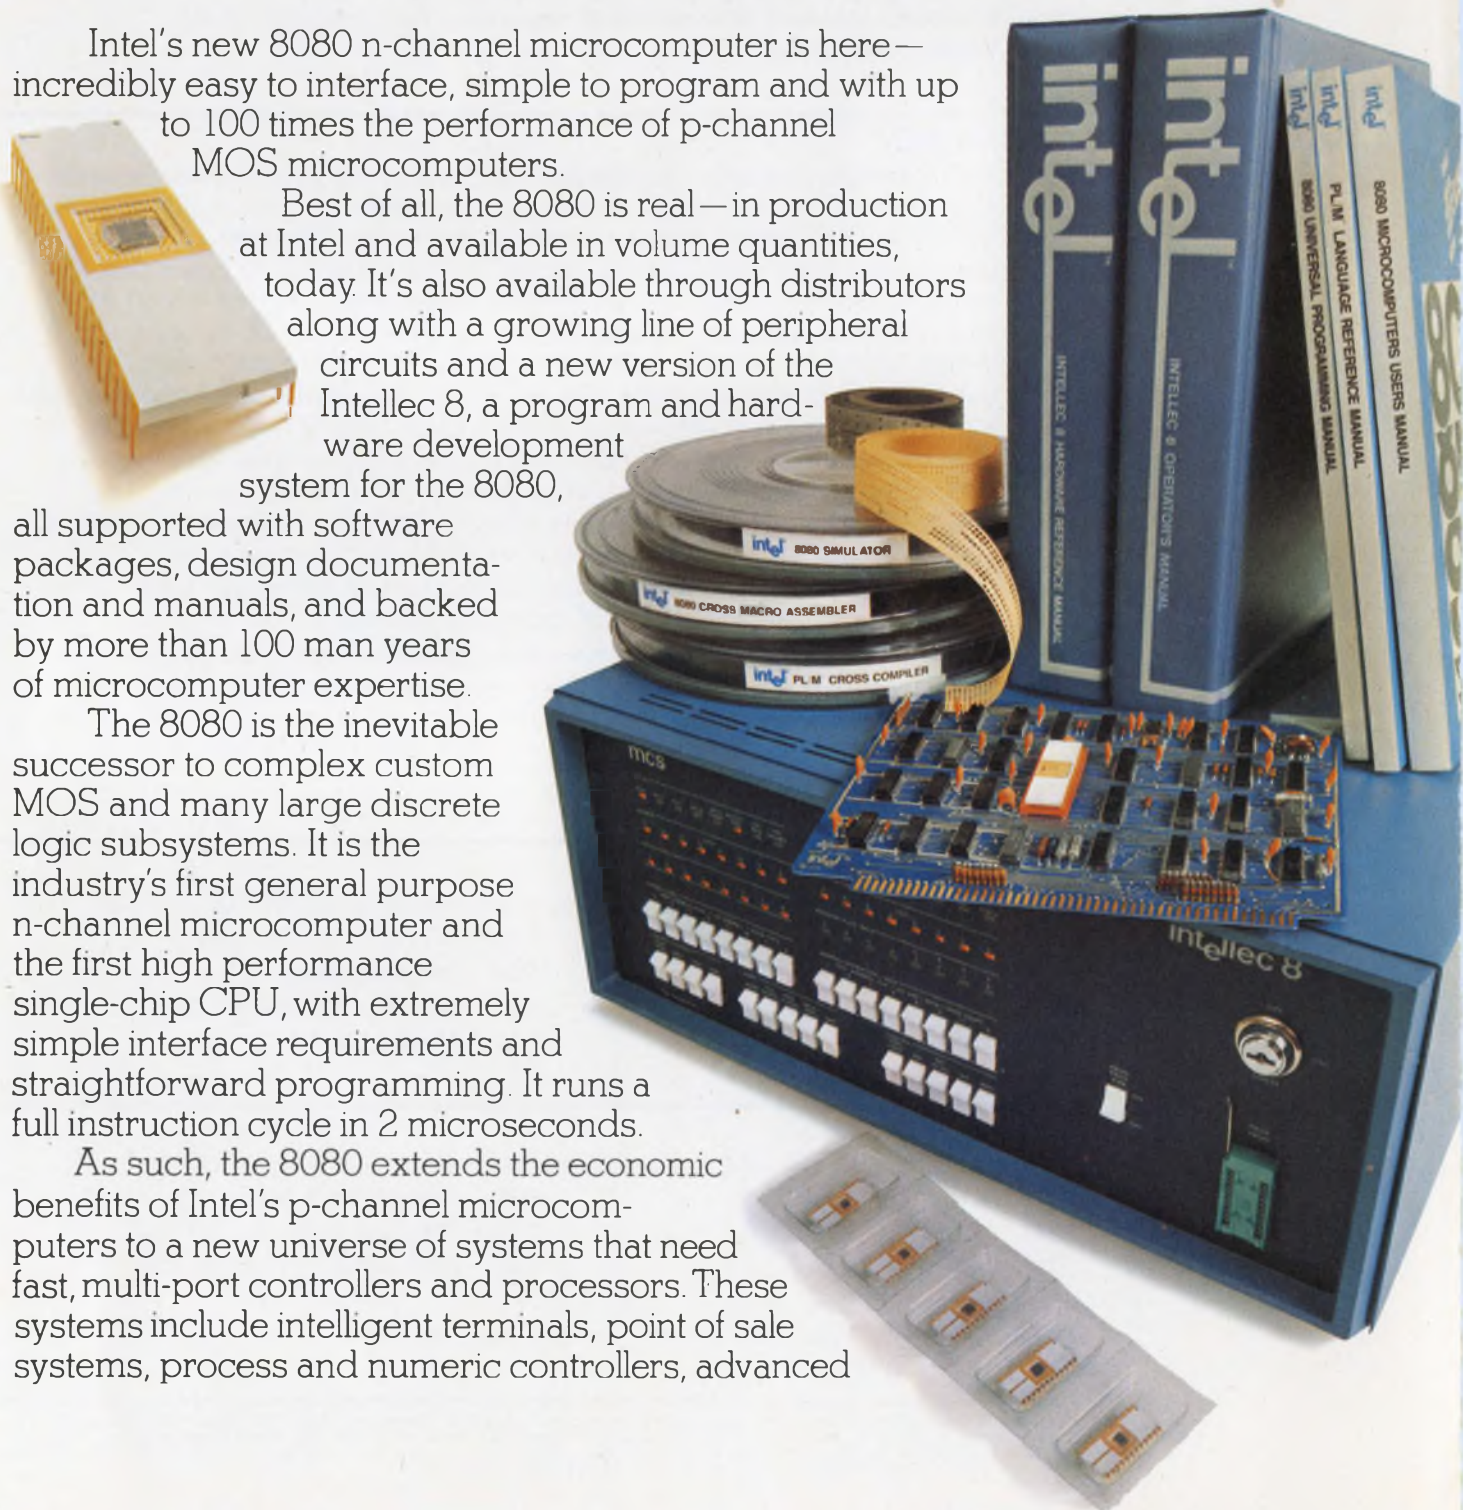 Intel's new 8080 n-channel microcomputer is here—
incredibly easy to interface, simple to program and with up
to 100 times the performance of p-channel
MOS microcomputers.
Best of all, the 8080 is real—in production
at Intel and available in volume quantities,
today. It's also available through distributors
along with a growing line of peripheral
circuits and a new version of the
Intellec 8, a program and hard-
ware development
system for the 8080,
all supported with software
packages, design documenta-
tion and manuals, and backed
by more than 100 man years
of microcomputer expertise.
The 8080 is the inevitable
successor to complex custom
MOS and many large discrete
logic subsystems. It is the
industry's first general purpose
n-channel microcomputer and
the first high performance
single-chip CPU, with extremely
simple interface requirements and
straightforward programming. It runs a
full instruction cycle in 2 microseconds.
As such, the 8080 extends the economic
benefits of Intel's p-channel microcom-
puters to a new universe of systems that need
fast, multi-port controllers and processors. These
systems include intelligent terminals, point of sale
systems, process and numeric controllers, advanced
intel™
INTELLEC 8 HARDWARE REFERENCE MANUAL
intel™
INTELLEC 8 OPERATOR'S MANUAL
intel 8080 UNIVERSAL PROGRAMMING MANUAL
intel PL/M LANGUAGE REFERENCE MANUAL
intel 8080 MICROCOMPUTERS USERS MANUAL
intel 8080 SIMULATOR
intel 8080 CROSS MACRO ASSEMBLER
intel PL/M CROSS COMPILER
mcs
intel
intellec 8